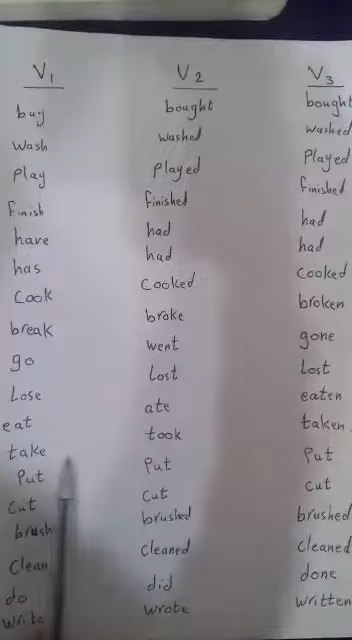 V1 V2 V3
buy bought bought
wash washed washed
Play Played Played
finish finished finished
have had had
has had had
Cook Cooked Cooked
break broke broken
go went gone
Lose Lost Lost
eat ate eaten
take took taken
Put Put Put
Cut Cut cut
brush brushed brushed
Clean Cleaned Cleaned
do did done
Write wrote written